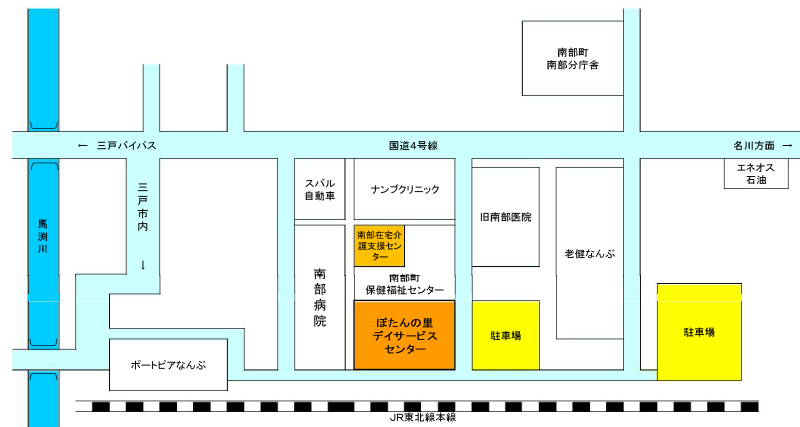 南部町
南部分庁舎
← 三戸バイパス
国道4号線
名川方面 →
エネオス
石油
三戸市内
↓
馬淵川
スバル
自動車
ナンブクリニック
旧南部医院
老健なんぶ
南部在宅介
護支援セン
ター
南部町
保健福祉センター
南部病院
ぼたんの里
デイサービス
センター
駐車場
駐車場
ポートピアなんぶ
JR東北線本線